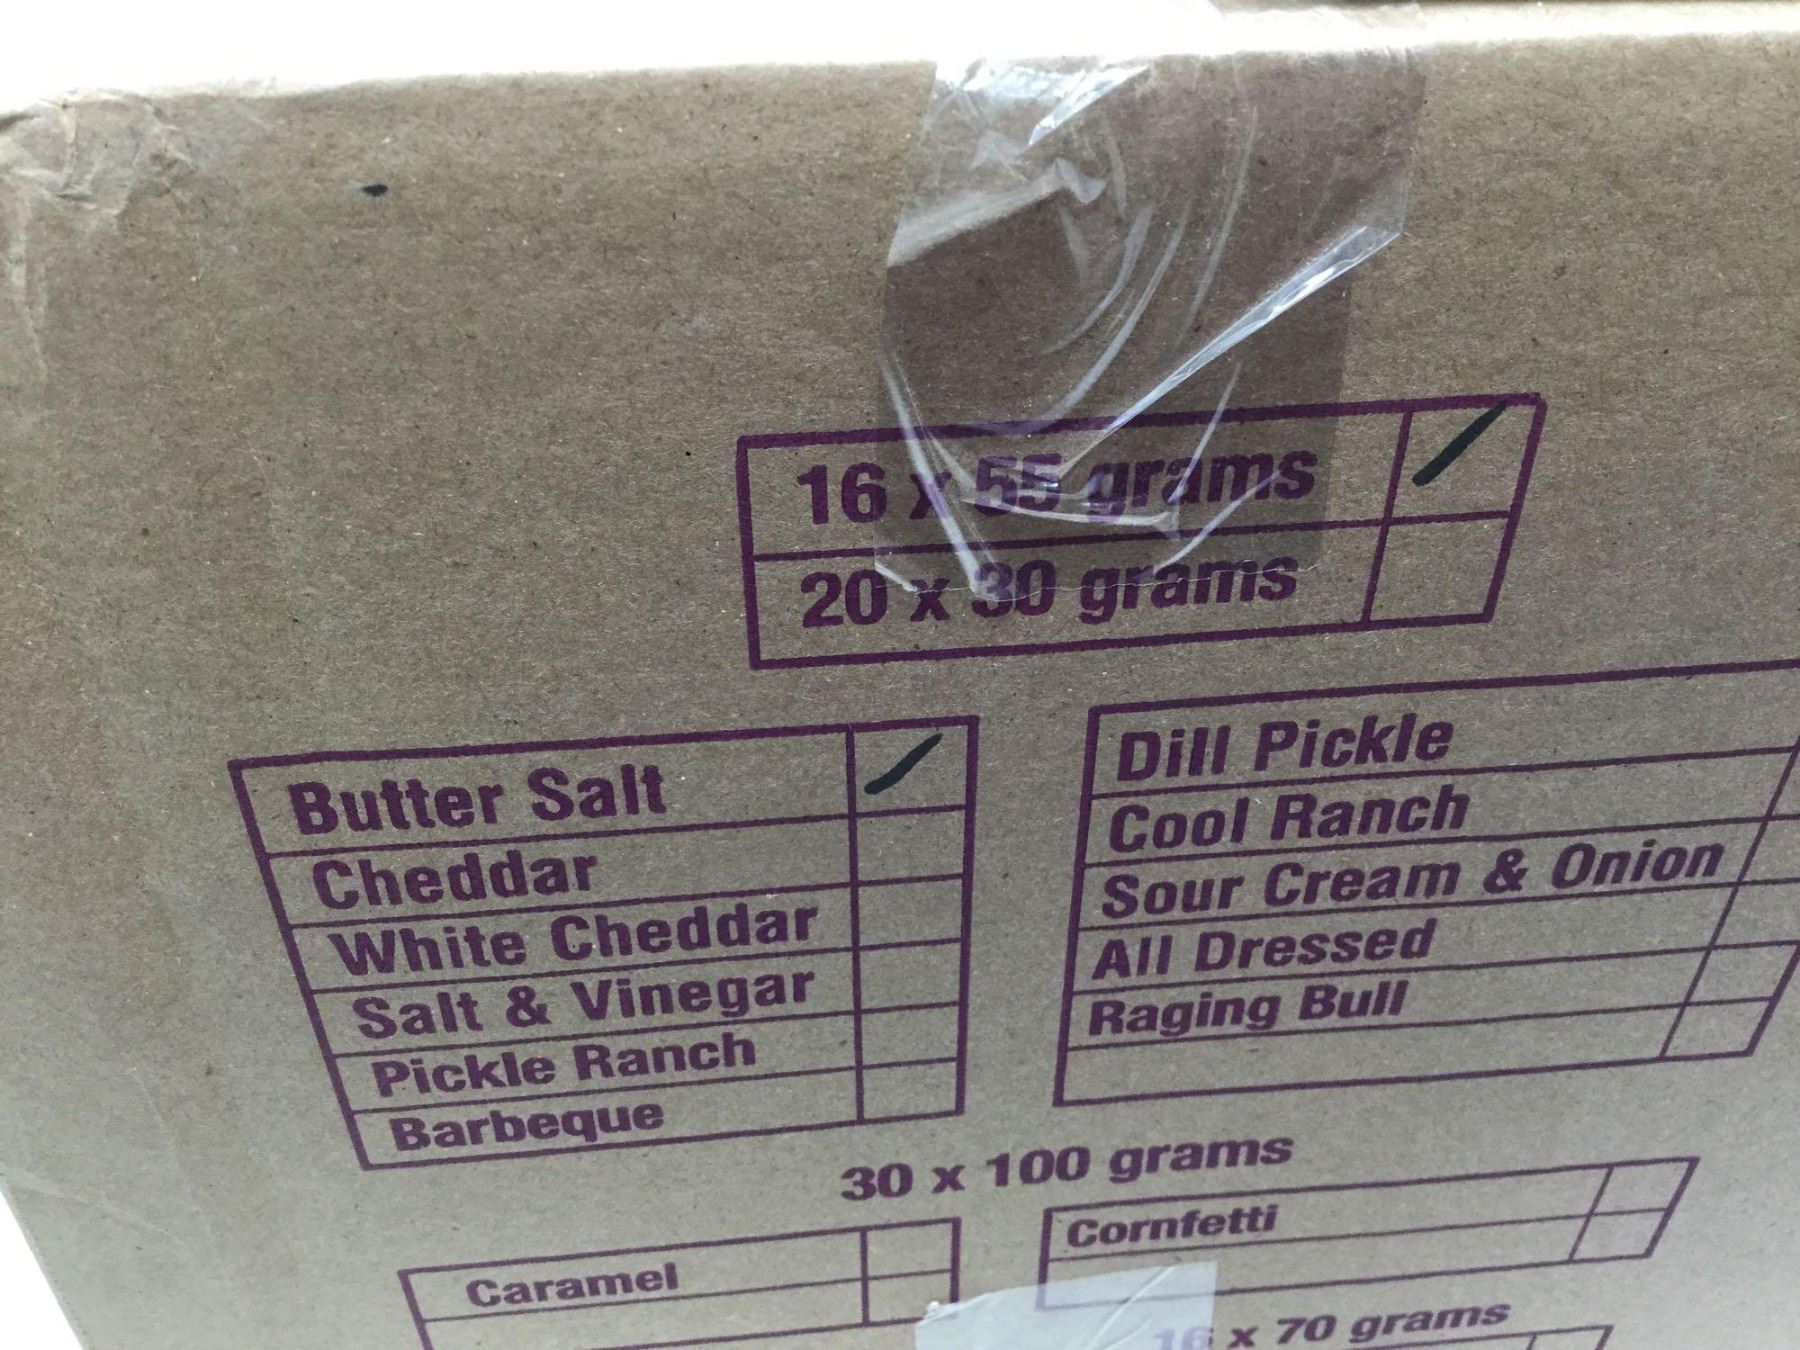 16 x 55 grams
20 x 30 grams
Butter Salt
Cheddar
White Cheddar
Salt & Vinegar
Pickle Ranch
Barbeque
Dill Pickle
Cool Ranch
Sour Cream & Onion
All Dressed
Raging Bull
30 x 100 grams
Caramel
Cornfetti
16 x 70 grams